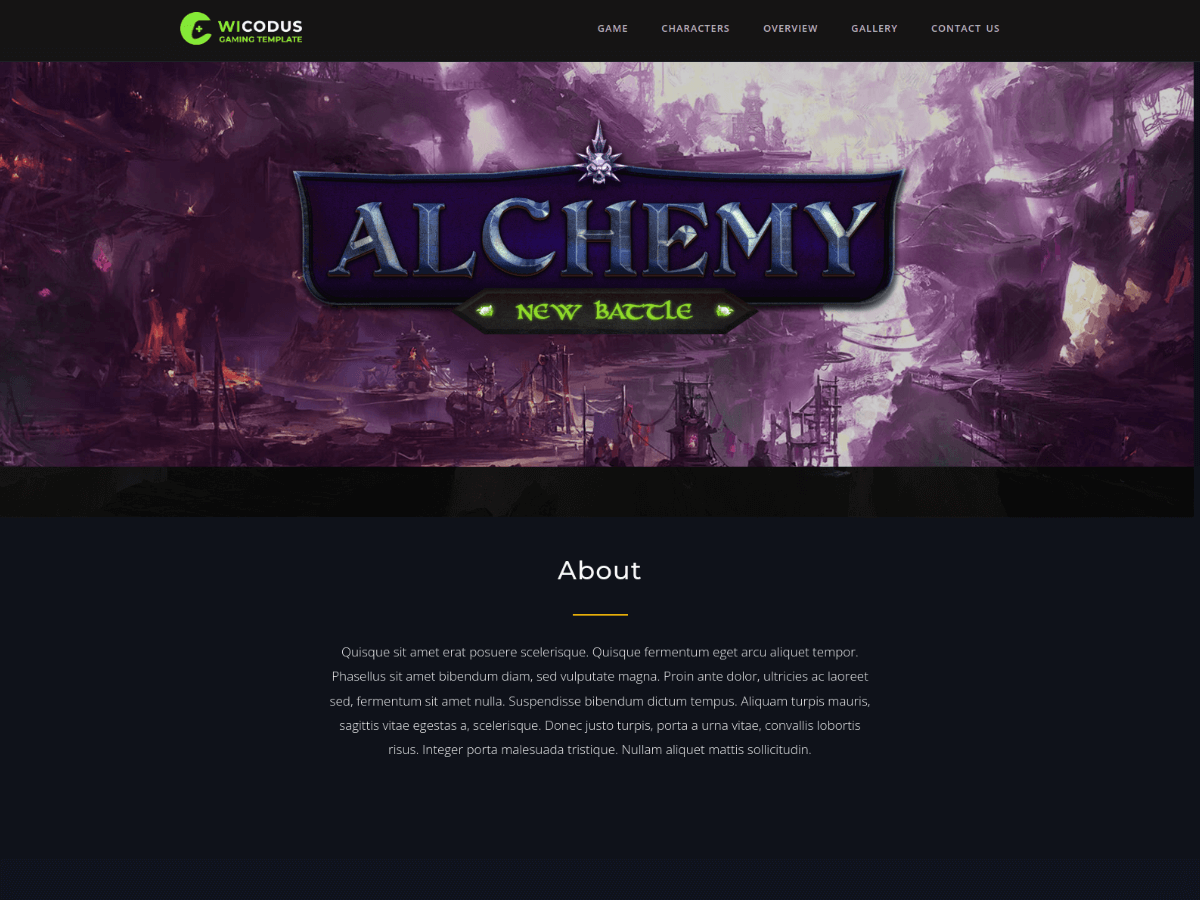 WICODUS
GAMING TEMPLATE
GAME CHARACTERS OVERVIEW GALLERY CONTACT US
ALCHEMY
NEW BATTLE
About
Quisque sit amet erat posuere scelerisque. Quisque fermentum eget arcu aliquet tempor.
Phasellus sit amet bibendum diam, sed vulputate magna. Proin ante dolor, ultricies ac laoreet
sed, fermentum sit amet nulla. Suspendisse bibendum dictum tempus. Aliquam turpis mauris,
sagittis vitae egestas a, scelerisque. Donec justo turpis, porta a urna vitae, convallis lobortis
risus. Integer porta malesuada tristique. Nullam aliquet mattis sollicitudin.